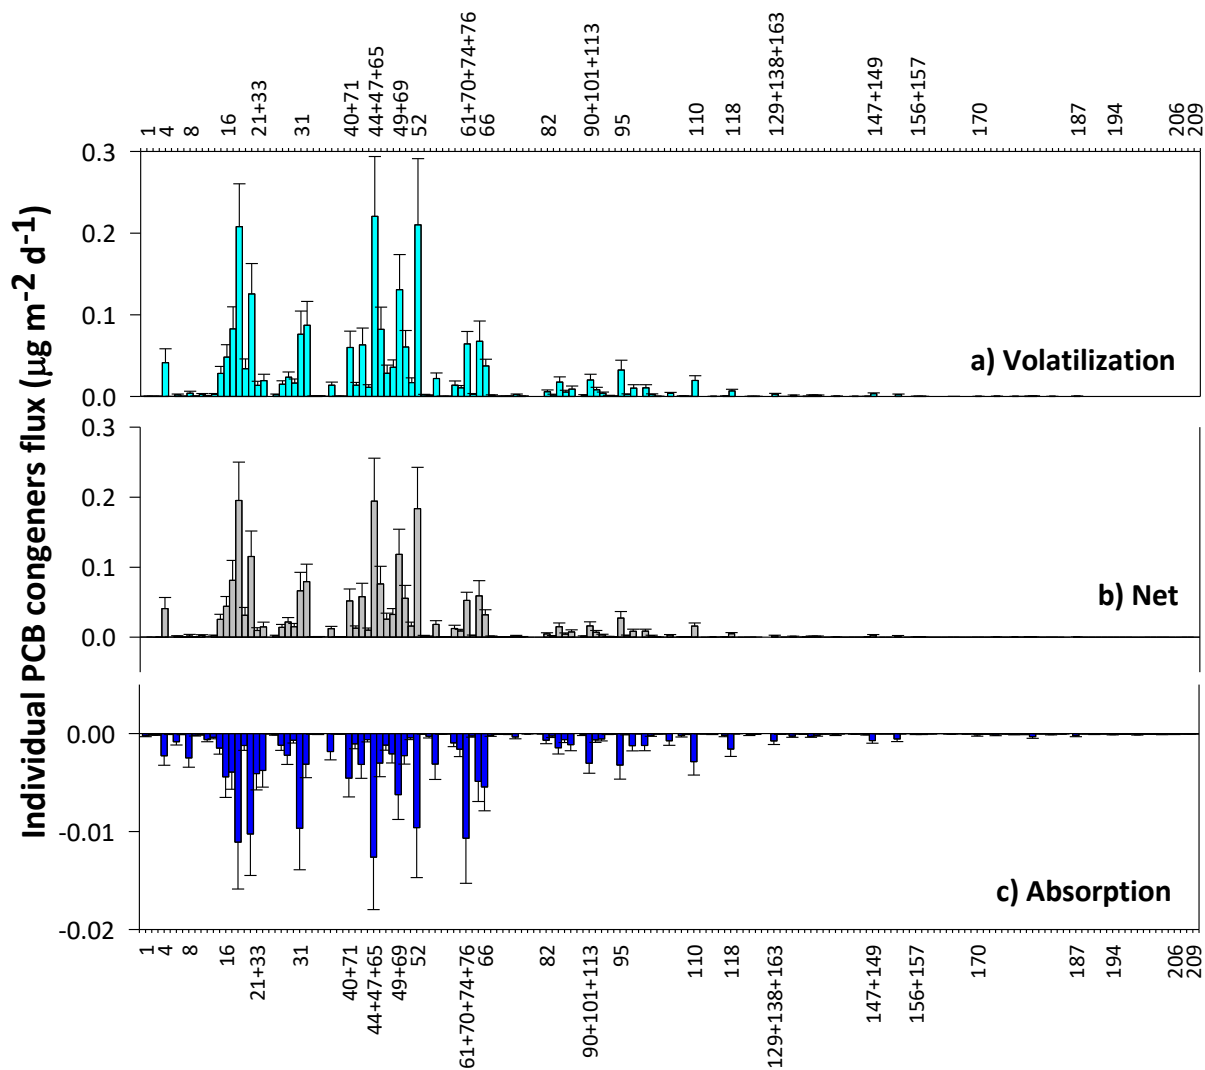 1 4 8 16 21+33 31 40+71 44+47+65 49+69 52 61+70+74+76 66 82 90+101+113 95 110 118 129+138+163 147+149 156+157 170 187 194 206 209
Individual PCB congeners flux (µg m-2 d-1)
0.3
0.2
0.1
0.0
a) Volatilization
0.3
0.2
0.1
0.0
b) Net
0.00
-0.01
-0.02
c) Absorption
1 4 8 16 21+33 31 40+71 44+47+65 49+69 52 61+70+74+76 66 82 90+101+113 95 110 118 129+138+163 147+149 156+157 170 187 194 206 209